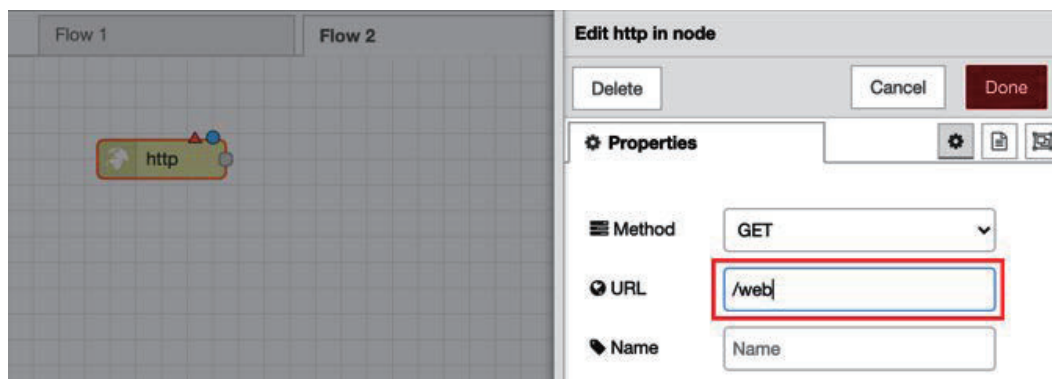 Flow 1
Flow 2
http
Edit http in node
Delete
Cancel
Done
Properties
Method
GET
URL
/web
Name
Name